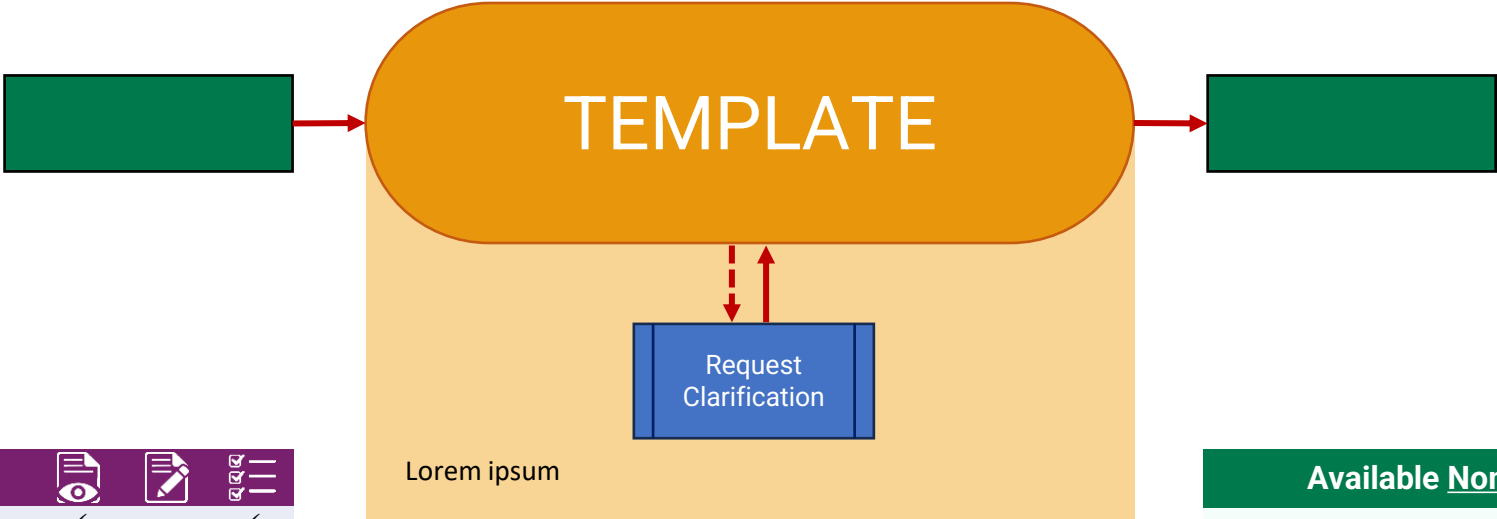 TEMPLATE
Request
Clarification
Lorem ipsum
Available